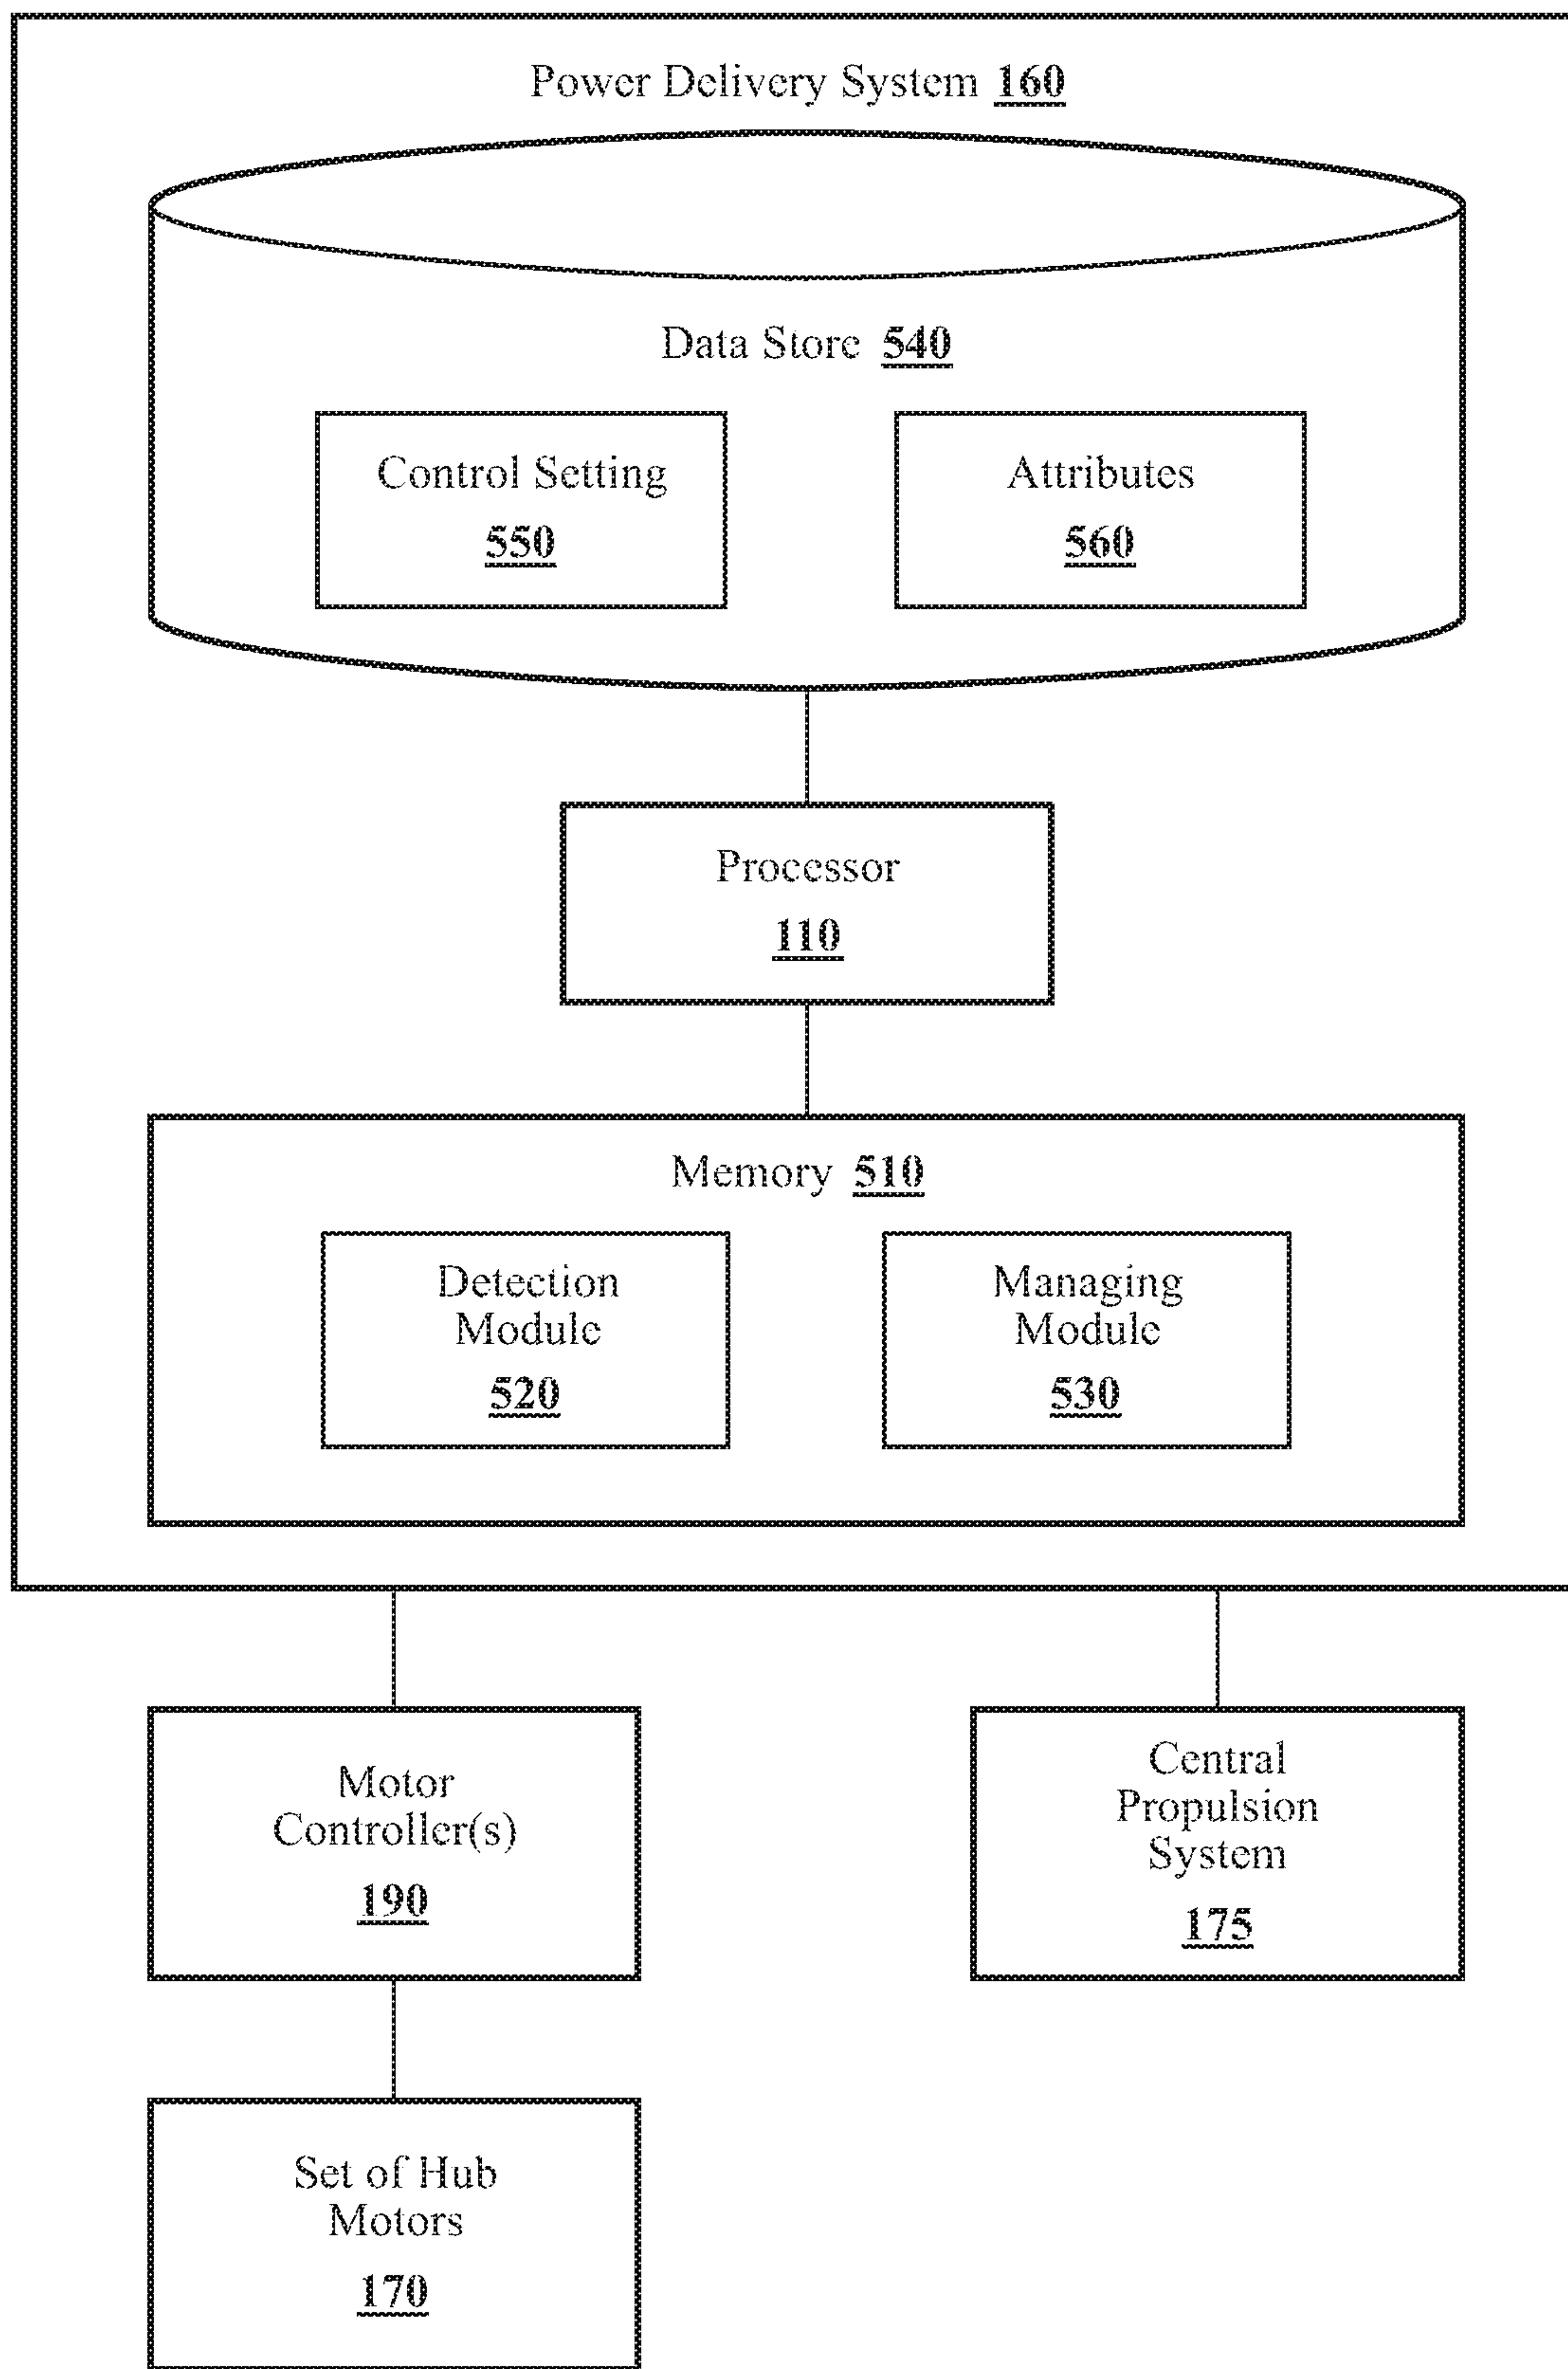 Power Delivery System 160
Data Store 540
Control Setting
550
Attributes
560
Processor
110
Memory 510
Detection
Module
520
Managing
Module
530
Motor
Controller(s)
190
Central
Propulsion
System
175
Set of Hub
Motors
170